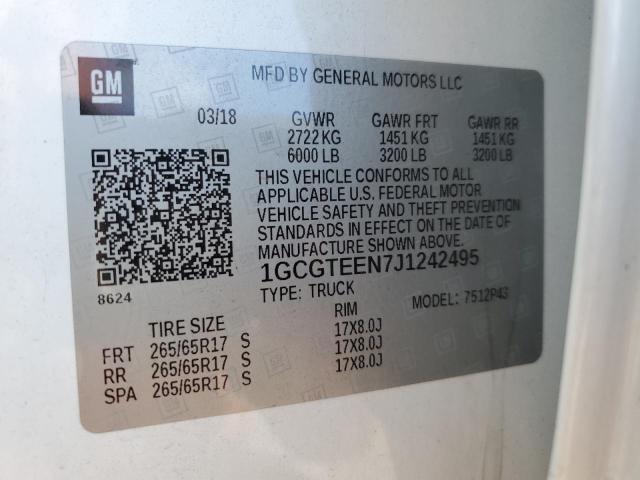 GM
MFD BY GENERAL MOTORS LLC
03/18 GVWR GAWR FRT GAWR RR
2722 KG 1451 KG 1451 KG
6000 LB 3200 LB 3200 LB
THIS VEHICLE CONFORMS TO ALL
APPLICABLE U.S. FEDERAL MOTOR
VEHICLE SAFETY AND THEFT PREVENTION
STANDARDS IN EFFECT ON THE DATE OF
MANUFACTURE SHOWN ABOVE.
1GCGTEEN7J1242495
8624 TYPE: TRUCK MODEL: 7512P43
TIRE SIZE RIM
FRT 265/65R17 S 17X8.0J
RR 265/65R17 S 17X8.0J
SPA 265/65R17 S 17X8.0J